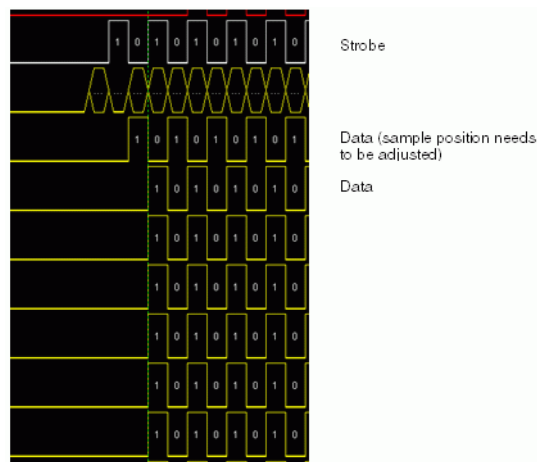 1 0 1 0 1 0 1 0 1 0
Strobe
1 0 1 0 1 0 1 0 1
Data (sample position needs
to be adjusted)
1 0 1 0 1 0 1 0
Data
1 0 1 0 1 0 1 0
1 0 1 0 1 0 1 0
1 0 1 0 1 0 1 0
1 0 1 0 1 0 1 0
1 0 1 0 1 0 1 0